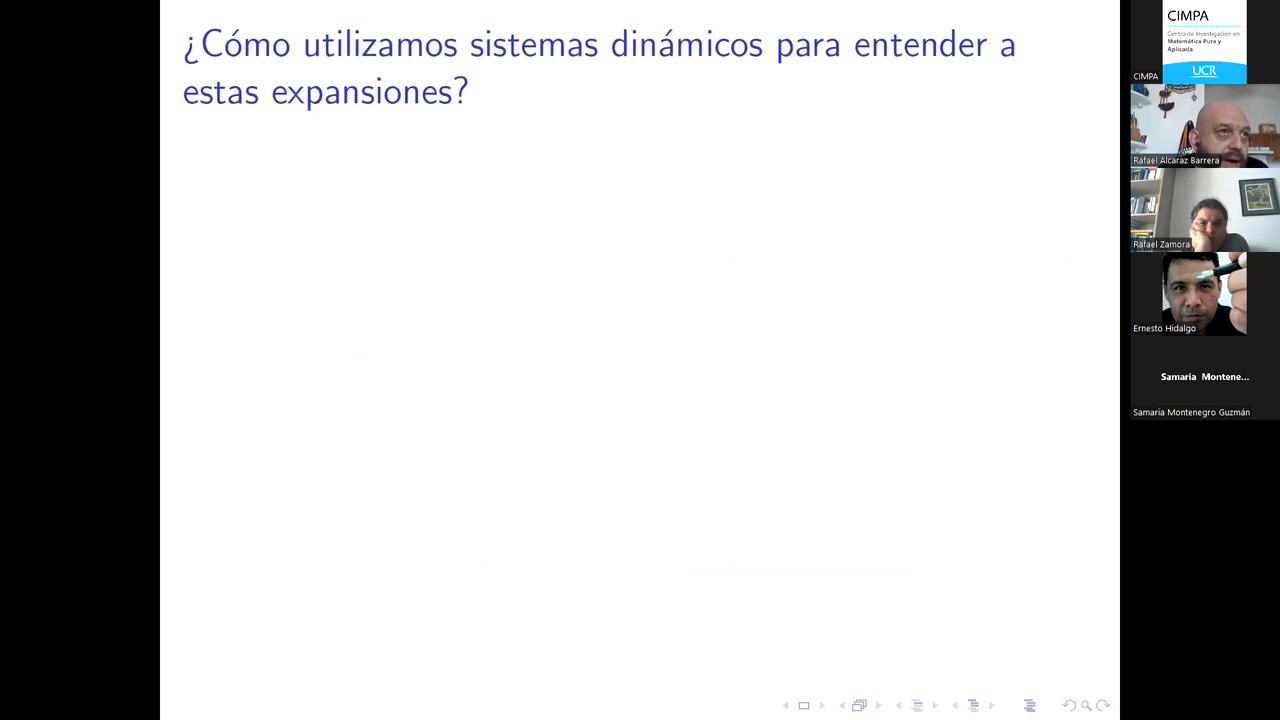 ¿Cómo utilizamos sistemas dinámicos para entender a
estas expansiones?
CIMPA
Centro de Investigación en
Matemática Pura y
Aplicada
UCR
CIMPA
Rafael Alcaraz Barrera
Rafael Zamora
Ernesto Hidalgo
Samaria Montene...
Samaria Montenegro Guzmán